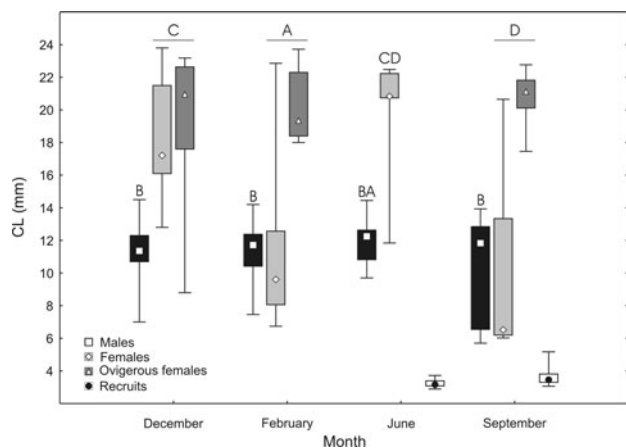 C
A
D
CD
B
B
BA
B
24
22
20
18
16
14
12
10
8
6
4
CL (mm)
Males
Females
Ovigerous females
Recruits
December
February
June
September
Month